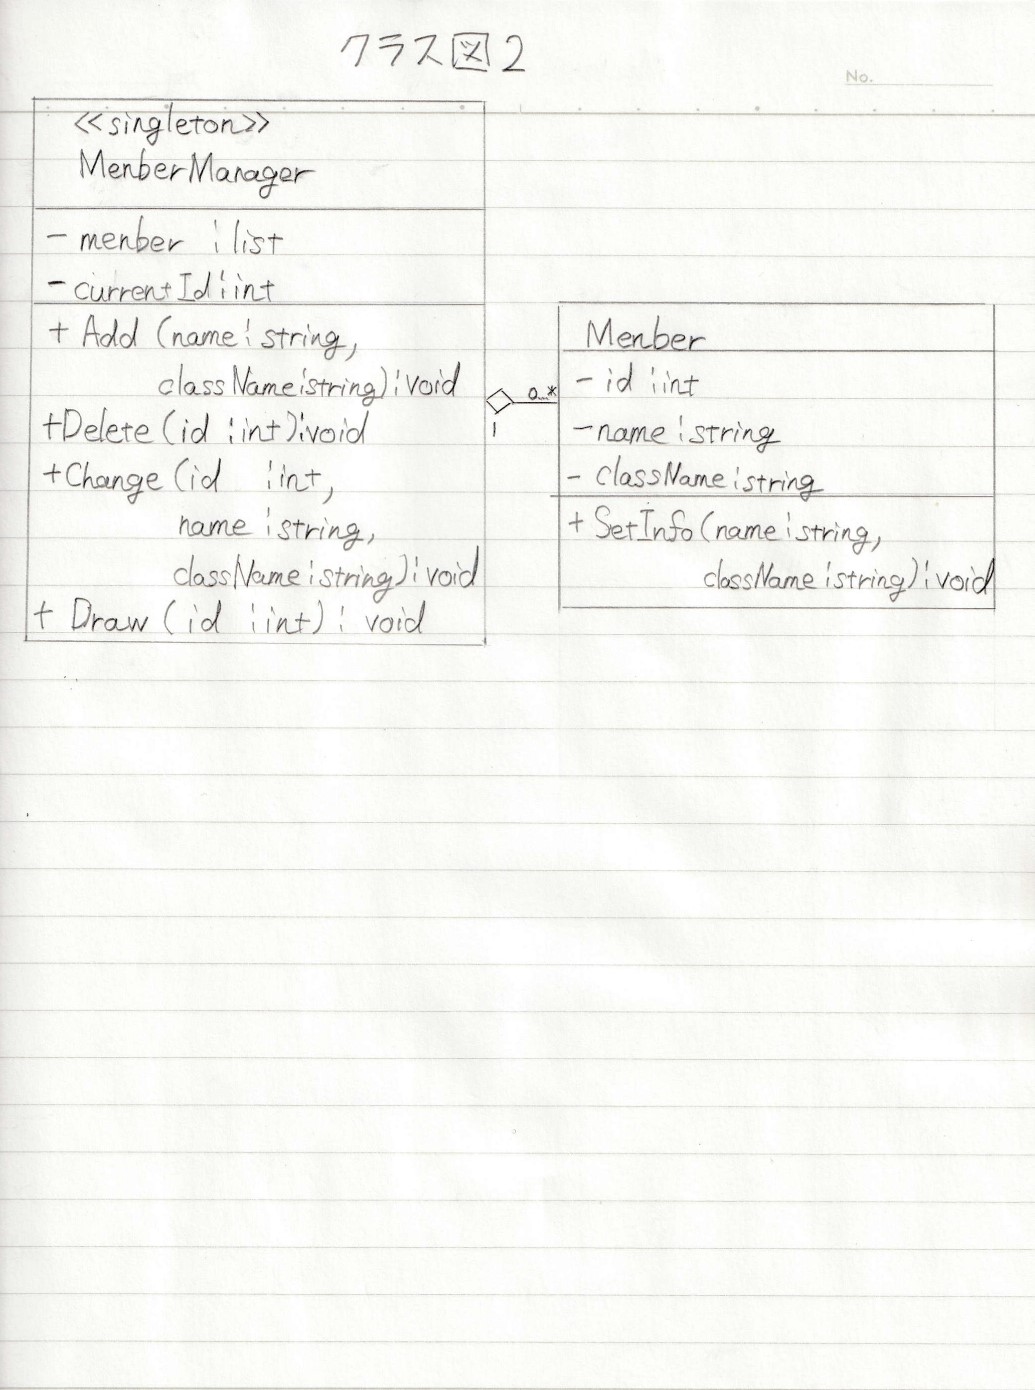 クラス図2
No.
<<singleton>>
MenberManager
- menber : list
- currentId : int
+ Add (name : string,
className : string) : void
+Delete (id : int) : void
+Change (id : int,
name : string,
className : string) : void
+ Draw (id : int) : void
0..*
1
Menber
- id : int
- name : string
- className : string
+ SetInfo (name : string,
className : string) : void